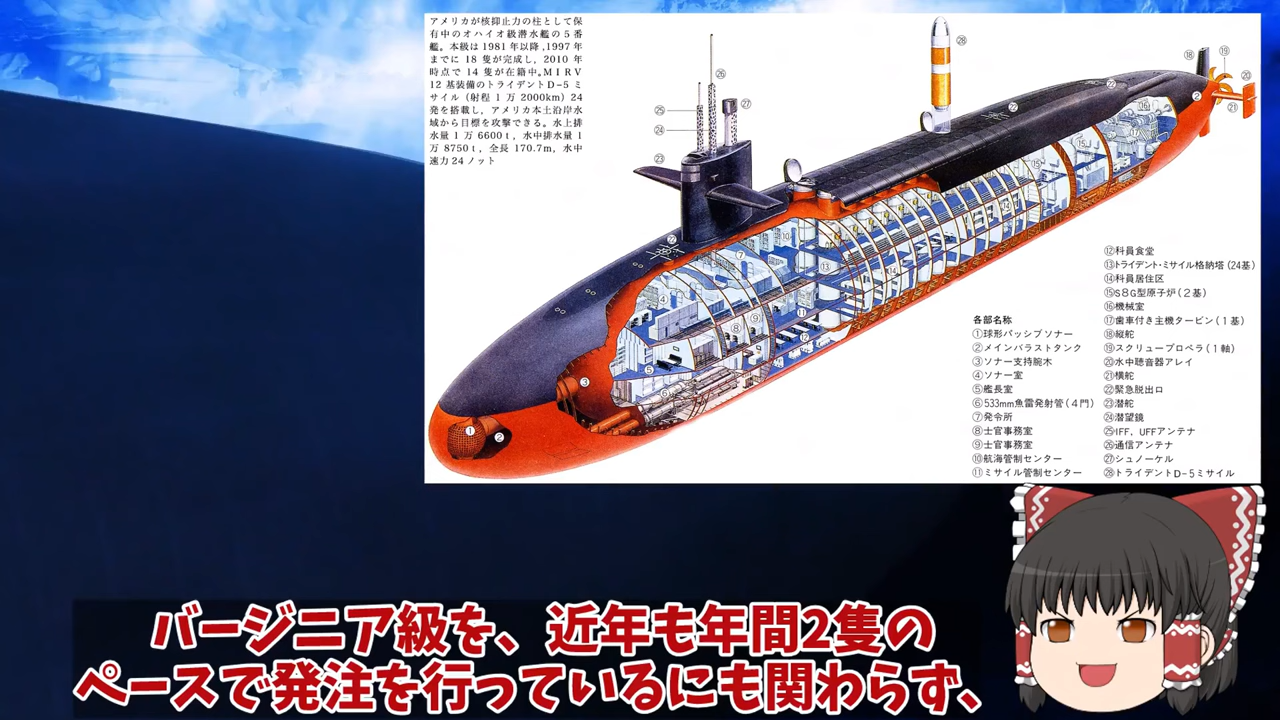 アメリカが核抑止力の柱として保
有中のオハイオ級潜水艦の5番
艦。本級は1981年以降,1997年
までに18隻が完成し,2010年
時点で14隻が在籍中。MIRV
12基装備のトライデントD-5ミ
サイル(射程1万2000km)24
発を搭載し,アメリカ本土沿岸水
域から目標を攻撃できる。水上排
水量1万6600t,水中排水量1
万8750t,全長170.7m,水中
速力24ノット
各部名称
①球形パッシブソナー
②メインバラストタンク
③ソナー支持腕木
④ソナー室
⑤艦長室
⑥533mm魚雷発射管(4門)
⑦発令所
⑧士官事務室
⑨士官事務室
⑩航海管制センター
⑪ミサイル管制センター
⑫科員食堂
⑬トライデント・ミサイル格納塔(24基)
⑭科員居住区
⑮S8G型原子炉(2基)
⑯機械室
⑰歯車付き主機タービン(1基)
⑱縦舵
⑲スクリュープロペラ(1軸)
⑳水中聴音器アレイ
㉑横舵
㉒緊急脱出口
㉓潜舵
㉔潜望鏡
㉕IFF,UFFアンテナ
㉖通信アンテナ
㉗シュノーケル
㉘トライデントD-5ミサイル
バージニア級を、近年も年間2隻の
ペースで発注を行っているにも関わらず、